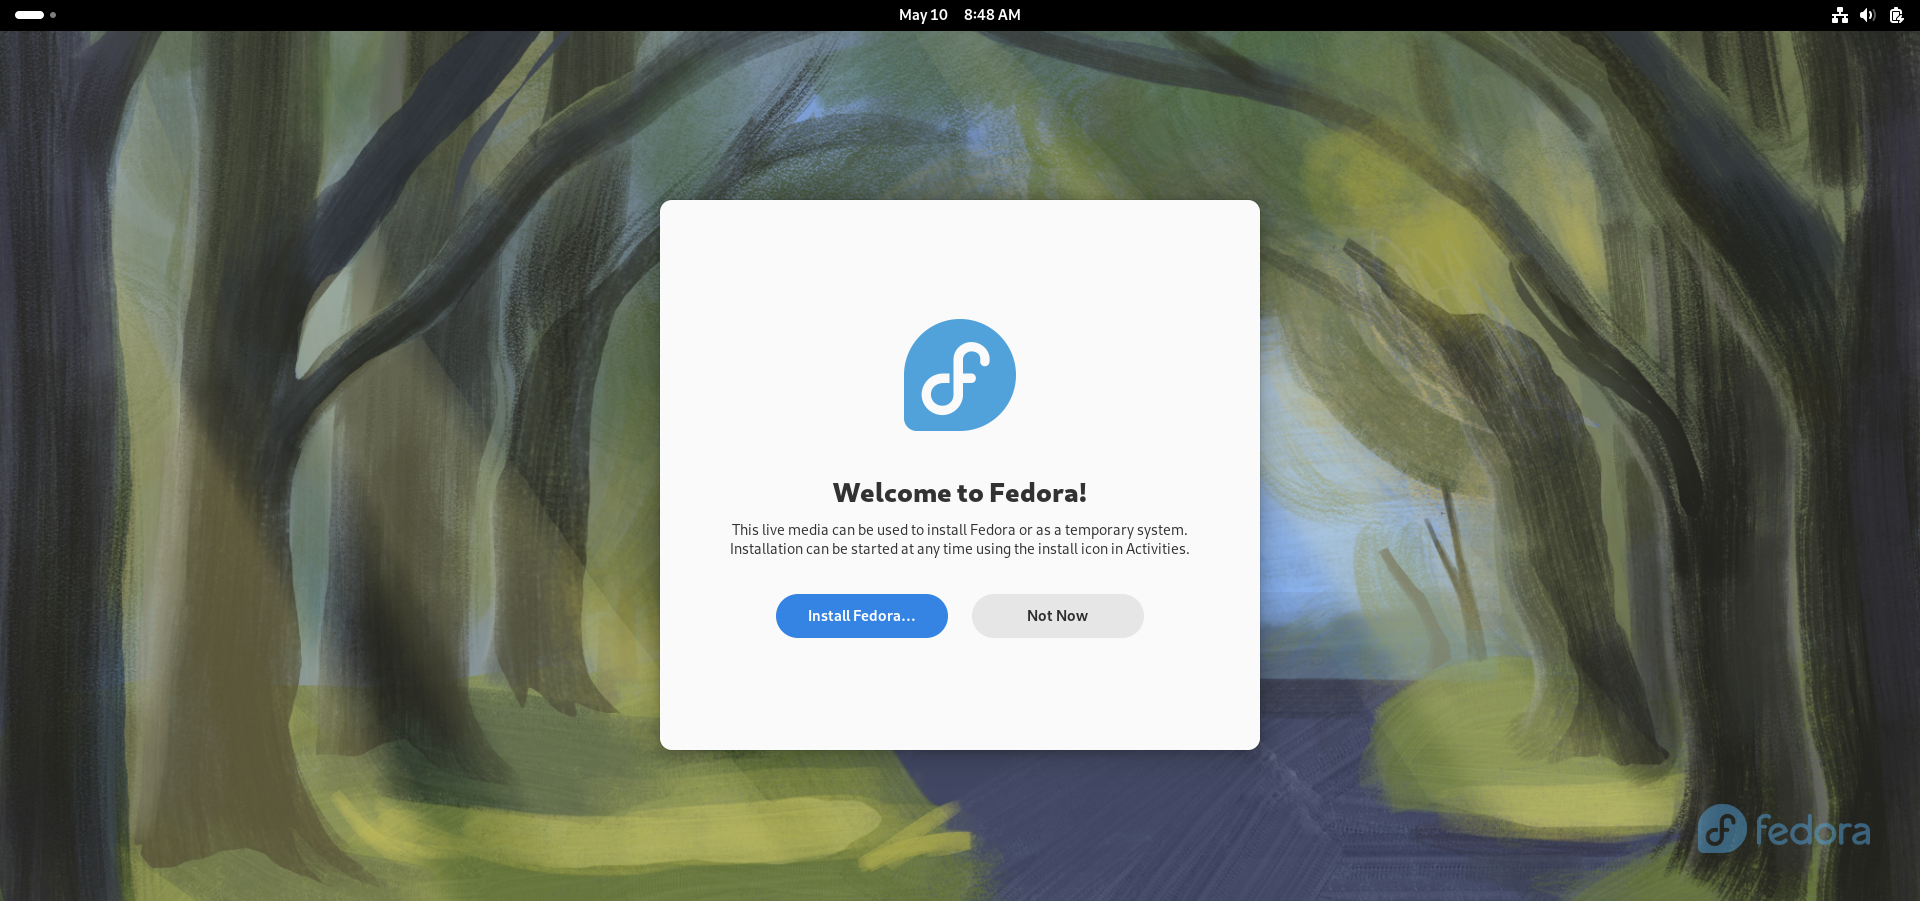 May 10 8:48 AM
Welcome to Fedora!
This live media can be used to install Fedora or as a temporary system.
Installation can be started at any time using the install icon in Activities.
Install Fedora… Not Now
fedora